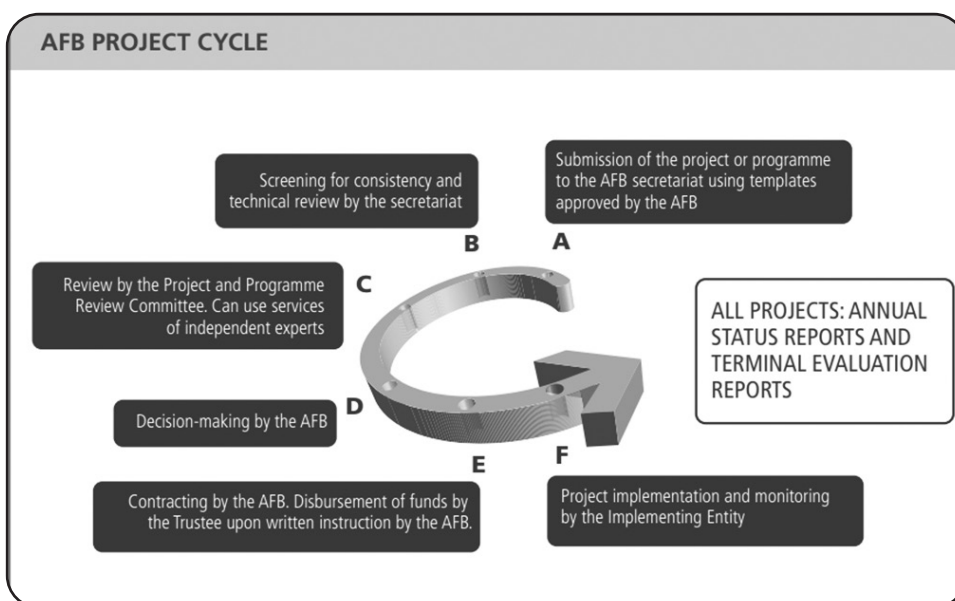 AFB PROJECT CYCLE
Submission of the project or programme
to the AFB secretariat using templates
approved by the AFB
A
Screening for consistency and
technical review by the secretariat
B
Review by the Project and Programme
Review Committee. Can use services
of independent experts
C
Decision-making by the AFB
D
Contracting by the AFB. Disbursement of funds by
the Trustee upon written instruction by the AFB.
E
Project implementation and monitoring
by the Implementing Entity
F
ALL PROJECTS: ANNUAL
STATUS REPORTS AND
TERMINAL EVALUATION
REPORTS